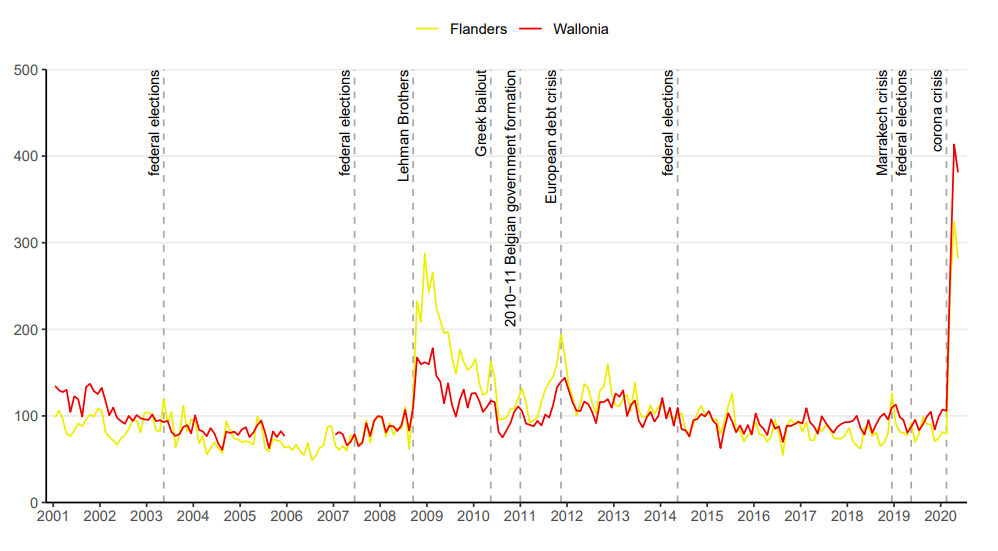 Flanders Wallonia
500
400
300
200
100
0
federal elections
federal elections
Lehman Brothers
Greek bailout
2010−11 Belgian government formation
European debt crisis
federal elections
Marrakech crisis
federal elections
corona crisis
2001 2002 2003 2004 2005 2006 2007 2008 2009 2010 2011 2012 2013 2014 2015 2016 2017 2018 2019 2020